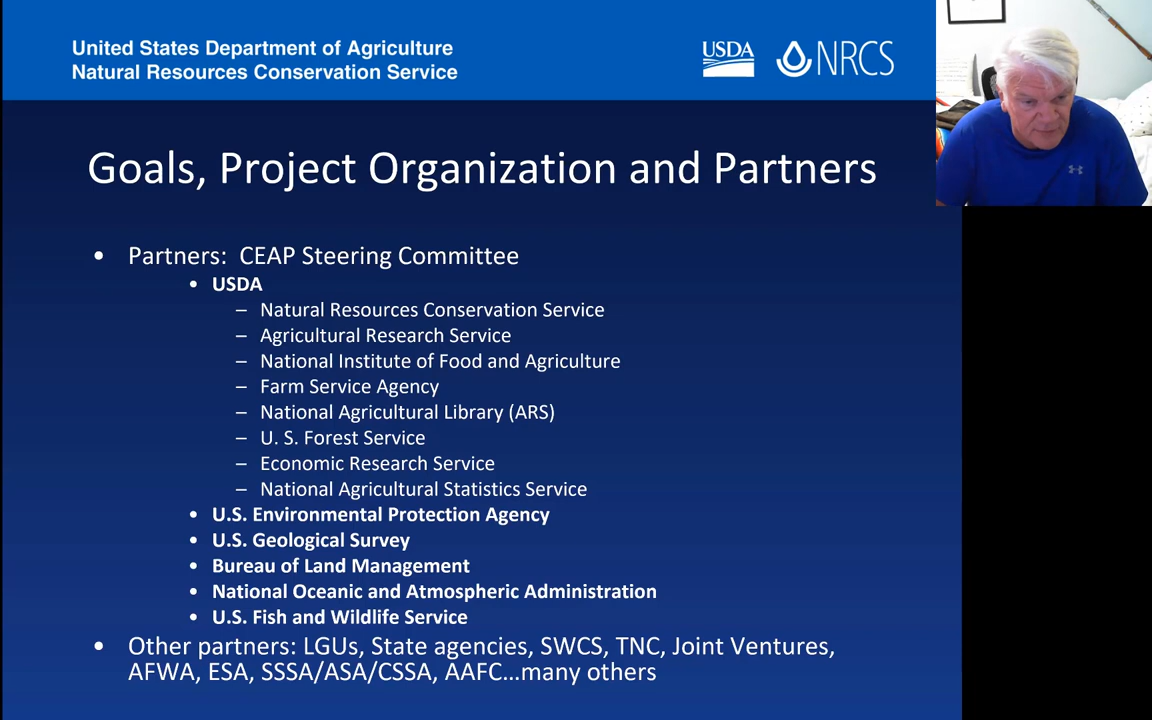 United States Department of Agriculture
Natural Resources Conservation Service
USDA
NRCS
Goals, Project Organization and Partners
• Partners: CEAP Steering Committee
• USDA
– Natural Resources Conservation Service
– Agricultural Research Service
– National Institute of Food and Agriculture
– Farm Service Agency
– National Agricultural Library (ARS)
– U. S. Forest Service
– Economic Research Service
– National Agricultural Statistics Service
• U.S. Environmental Protection Agency
• U.S. Geological Survey
• Bureau of Land Management
• National Oceanic and Atmospheric Administration
• U.S. Fish and Wildlife Service
• Other partners: LGUs, State agencies, SWCS, TNC, Joint Ventures,
AFWA, ESA, SSSA/ASA/CSSA, AAFC…many others